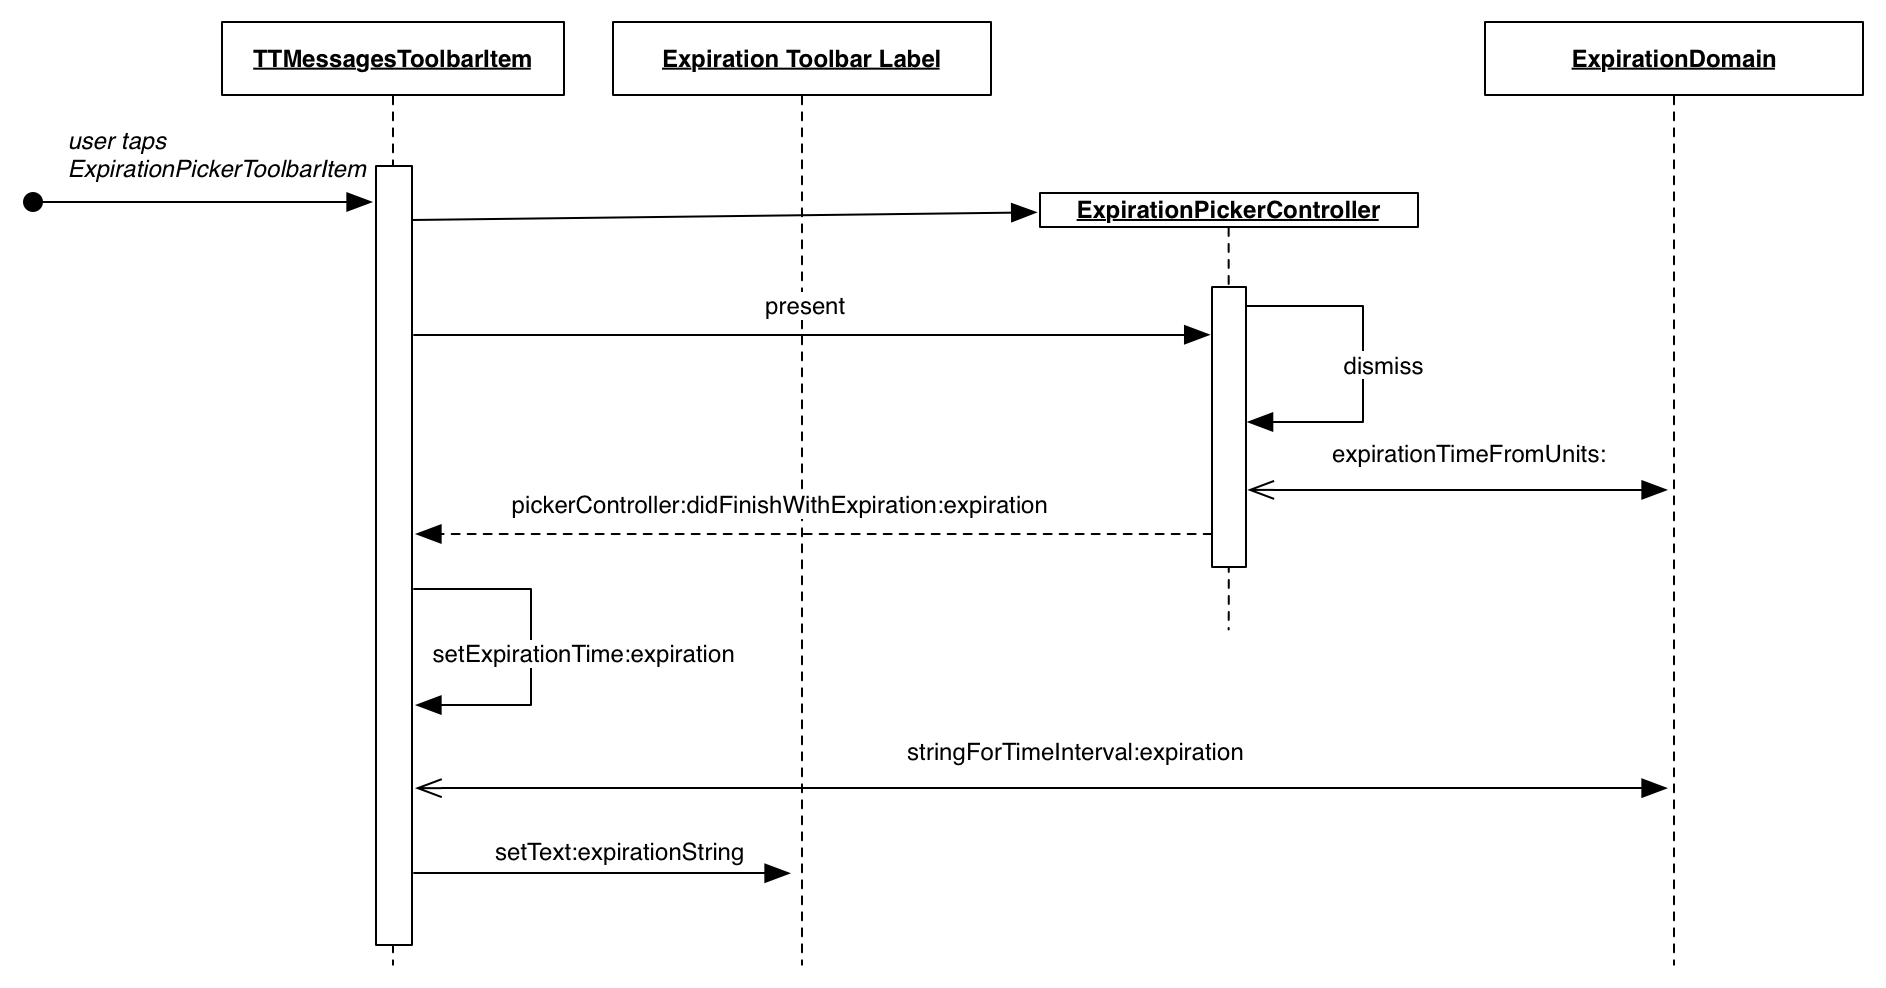 TTMessagesToolbarItem
Expiration Toolbar Label
ExpirationDomain
user taps
ExpirationPickerToolbarItem
ExpirationPickerController
present
dismiss
expirationTimeFromUnits:
pickerController:didFinishWithExpiration:expiration
setExpirationTime:expiration
stringForTimeInterval:expiration
setText:expirationString